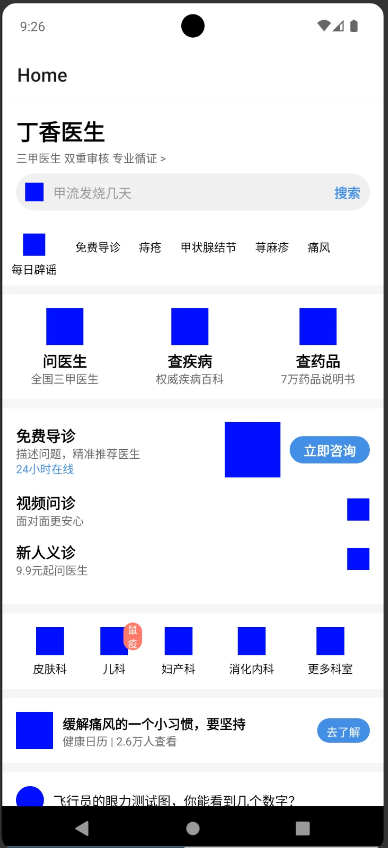 9:26
Home
丁香医生
三甲医生 双重审核 专业循证 >
甲流发烧几天 搜索
免费导诊 痔疮 甲状腺结节 荨麻疹 痛风
每日辟谣
问医生 查疾病 查药品
全国三甲医生 权威疾病百科 7万药品说明书
免费导诊
描述问题，精准推荐医生
24小时在线
立即咨询
视频问诊
面对面更安心
新人义诊
9.9元起问医生
鼠疫
皮肤科 儿科 妇产科 消化内科 更多科室
缓解痛风的一个小习惯，要坚持
健康日历 | 2.6万人查看
去了解
飞行员的眼力测试图，你能看到几个数字？